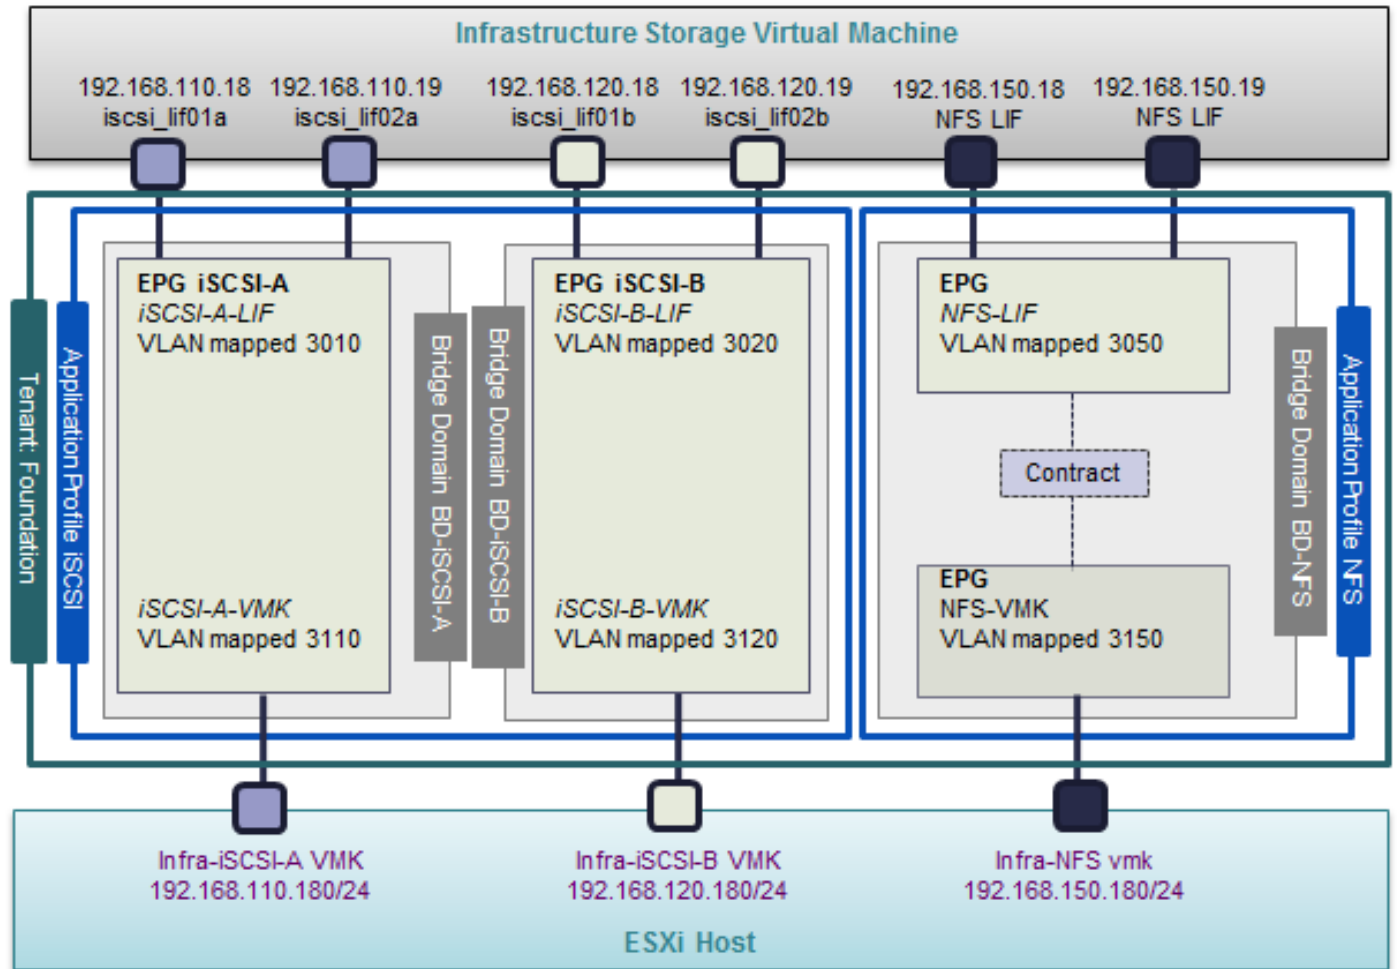 Infrastructure Storage Virtual Machine
192.168.110.18
iscsi_lif01a
192.168.110.19
iscsi_lif02a
192.168.120.18
iscsi_lif01b
192.168.120.19
iscsi_lif02b
192.168.150.18
NFS LIF
192.168.150.19
NFS LIF
Tenant: Foundation
Application Profile iSCSI
EPG iSCSI-A
iSCSI-A-LIF
VLAN mapped 3010
iSCSI-A-VMK
VLAN mapped 3110
Bridge Domain BD-iSCSI-A
Bridge Domain BD-iSCSI-B
EPG iSCSI-B
iSCSI-B-LIF
VLAN mapped 3020
iSCSI-B-VMK
VLAN mapped 3120
EPG
NFS-LIF
VLAN mapped 3050
Contract
EPG
NFS-VMK
VLAN mapped 3150
Bridge Domain BD-NFS
Application Profile NFS
Infra-iSCSI-A VMK
192.168.110.180/24
Infra-iSCSI-B VMK
192.168.120.180/24
Infra-NFS vmk
192.168.150.180/24
ESXi Host